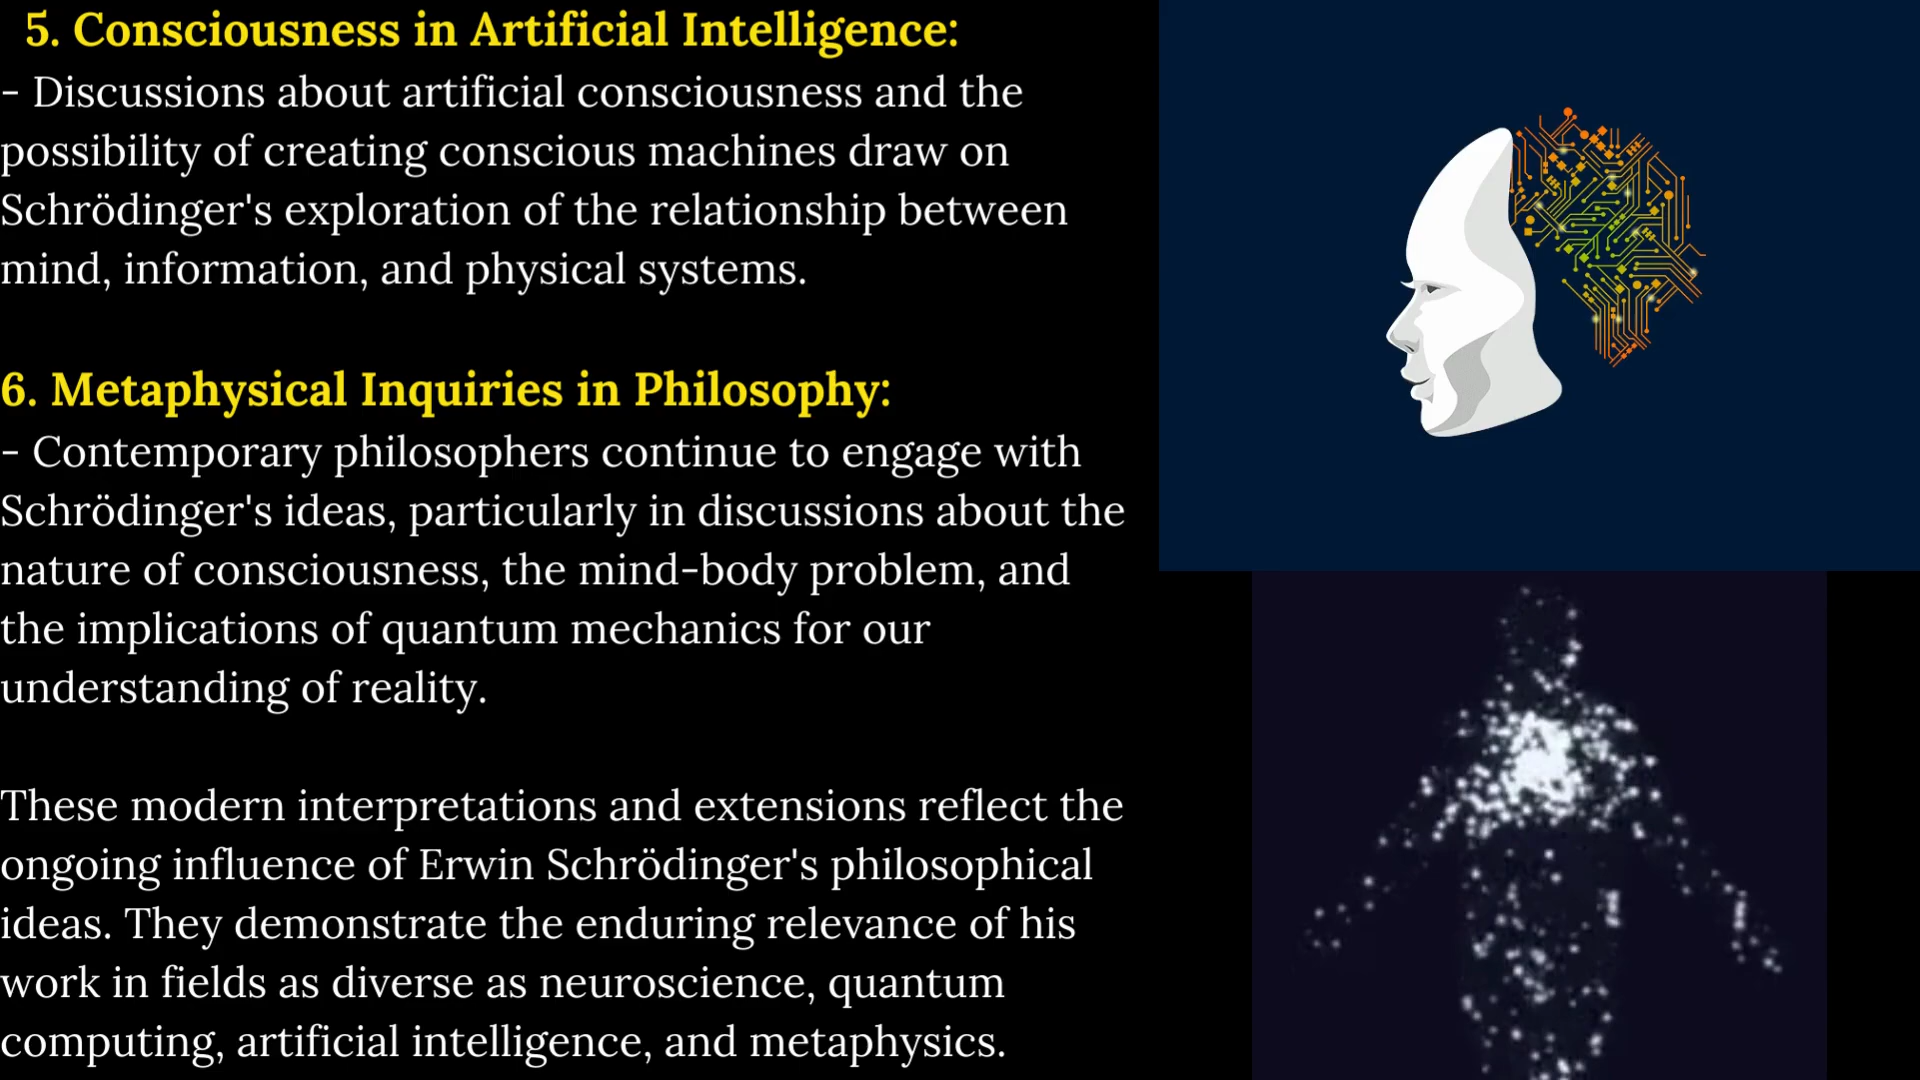 5. Consciousness in Artificial Intelligence:
- Discussions about artificial consciousness and the
possibility of creating conscious machines draw on
Schrödinger's exploration of the relationship between
mind, information, and physical systems.
6. Metaphysical Inquiries in Philosophy:
- Contemporary philosophers continue to engage with
Schrödinger's ideas, particularly in discussions about the
nature of consciousness, the mind-body problem, and
the implications of quantum mechanics for our
understanding of reality.
These modern interpretations and extensions reflect the
ongoing influence of Erwin Schrödinger's philosophical
ideas. They demonstrate the enduring relevance of his
work in fields as diverse as neuroscience, quantum
computing, artificial intelligence, and metaphysics.